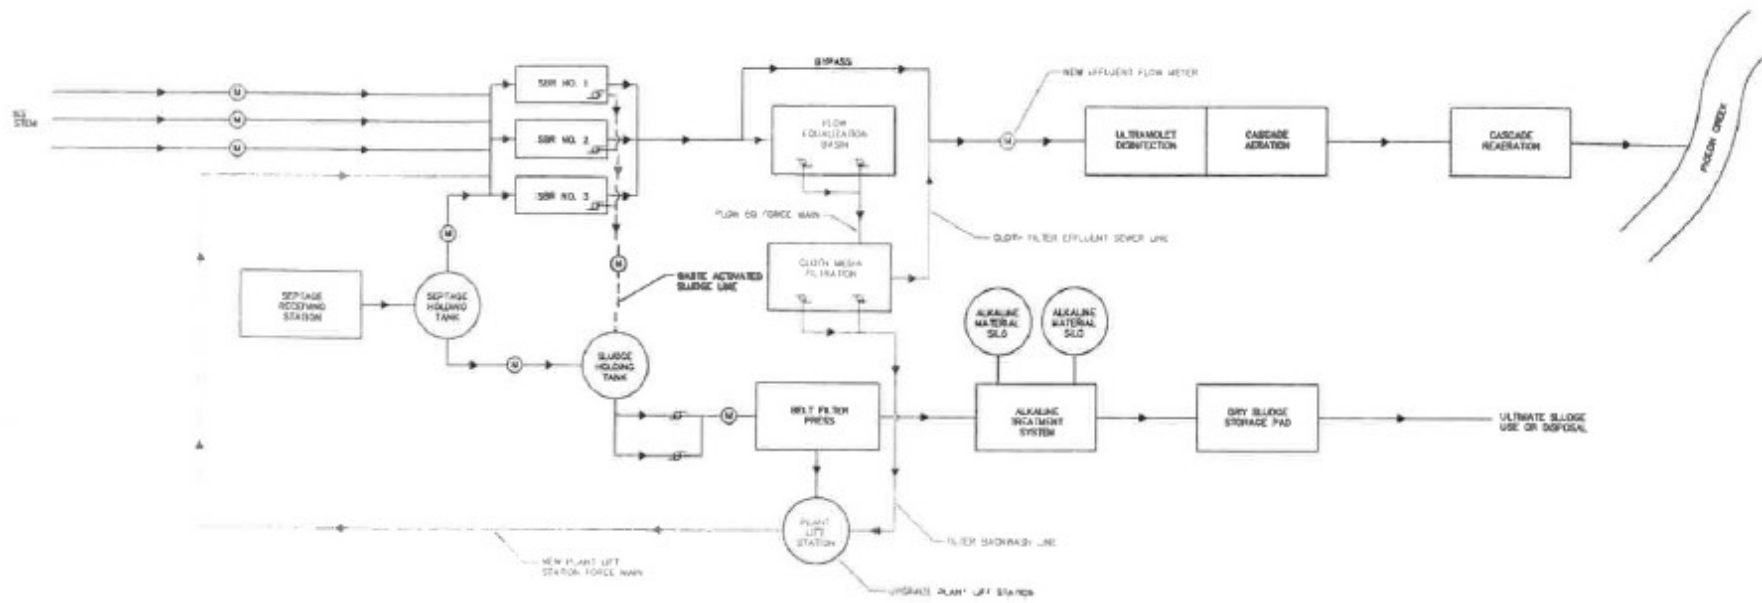 BYPASS
NEW EFFLUENT FLOW METER
M
M
M
SBR NO. 1
SBR NO. 2
SBR NO. 3
FLOW
EQUALIZATION
BASIN
M
ULTRAVIOLET
DISINFECTION
CASCADE
AERATION
CASCADE
REAERATION
PIGEON CREEK
FLOW EQ FORCE MAIN
CLOTH FILTER EFFLUENT SEWER LINE
M
M
CLOTH MEDIA
FILTRATION
WASTE ACTIVATED
SLUDGE LINE
SEPTAGE
RECEIVING
STATION
SEPTAGE
HOLDING
TANK
ALKALINE
MATERIAL
SILO
ALKALINE
MATERIAL
SILO
M
SLUDGE
HOLDING
TANK
M
BELT FILTER
PRESS
ALKALINE
TREATMENT
SYSTEM
DRY SLUDGE
STORAGE PAD
ULTIMATE SLUDGE
USE OR DISPOSAL
PLANT
LIFT
STATION
FILTER BACKWASH LINE
NEW PLANT LIFT
STATION FORCE MAIN
UPGRADE PLANT LIFT STATION